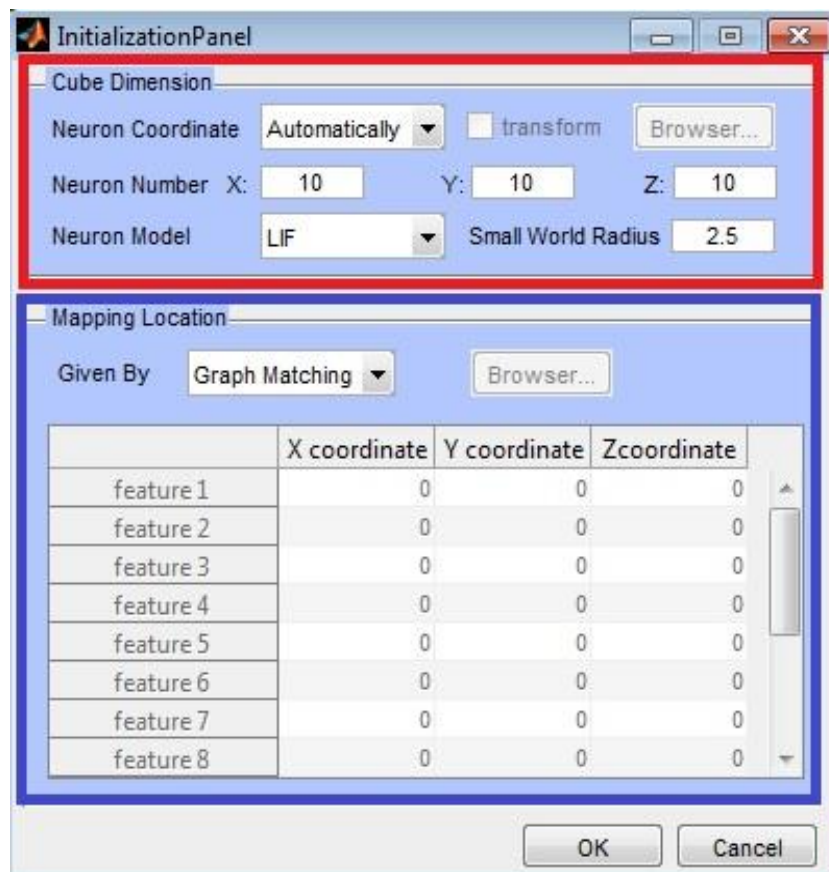 InitializationPanel
Cube Dimension
Neuron Coordinate Automatically transform Browser...
Neuron Number X: 10 Y: 10 Z: 10
Neuron Model LIF Small World Radius 2.5
Mapping Location
Given By Graph Matching Browser...
X coordinate Y coordinate Zcoordinate
feature 1 0 0 0
feature 2 0 0 0
feature 3 0 0 0
feature 4 0 0 0
feature 5 0 0 0
feature 6 0 0 0
feature 7 0 0 0
feature 8 0 0 0
OK Cancel